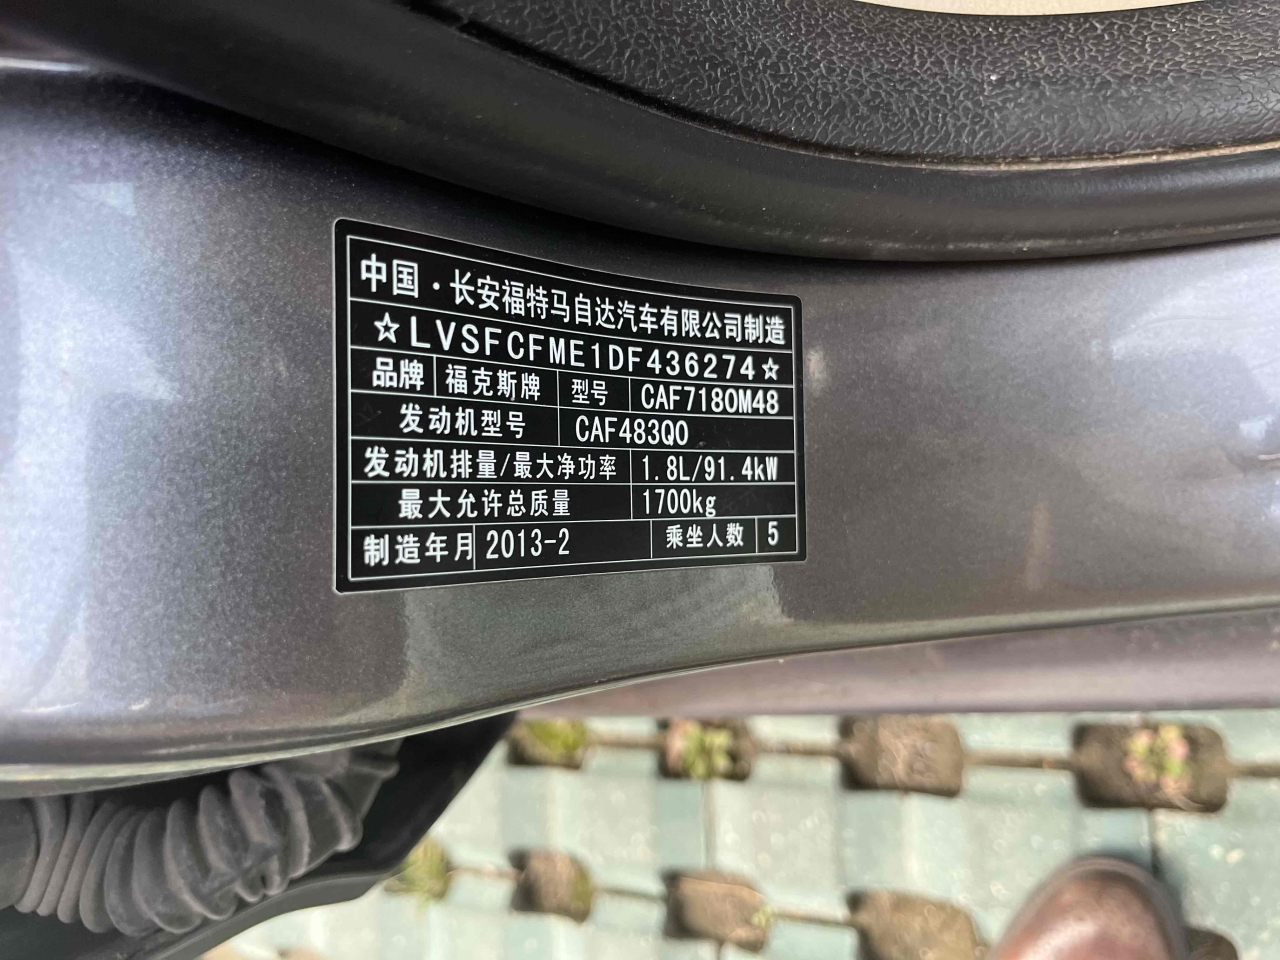 中国·长安福特马自达汽车有限公司制造
☆LVSFCFME1DF436274☆
品牌 福克斯牌 型号 CAF7180M48
发动机型号 CAF483Q0
发动机排量/最大净功率 1.8L/91.4kW
最大允许总质量 1700kg
制造年月 2013-2 乘坐人数 5